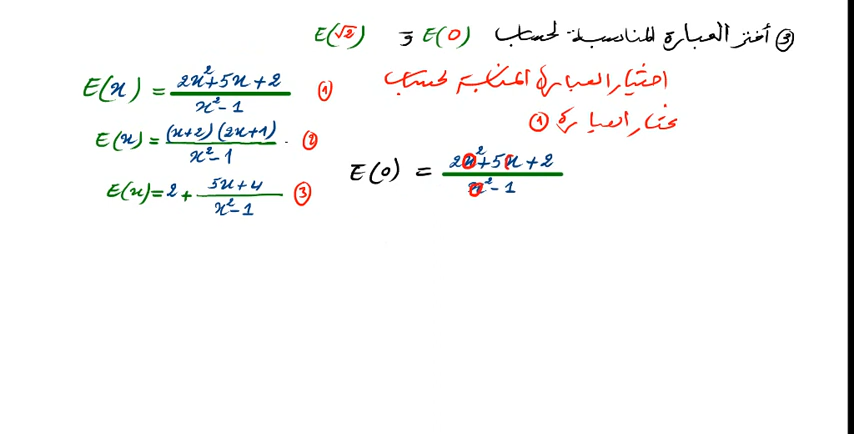 ③ أختر العبارة المناسبة لحساب E(0) و E(√2)
E(x) = (2x²+5x+2)/(x²-1) ①
E(x) = (x+2)(2x+1)/(x²-1) . ②
E(x) = 2 + (5x+4)/(x²-1) ③
اختيار العبارة المناسبة لحساب
نختار العبارة ①
E(0) = (2x²+5x+2)/(x²-1)